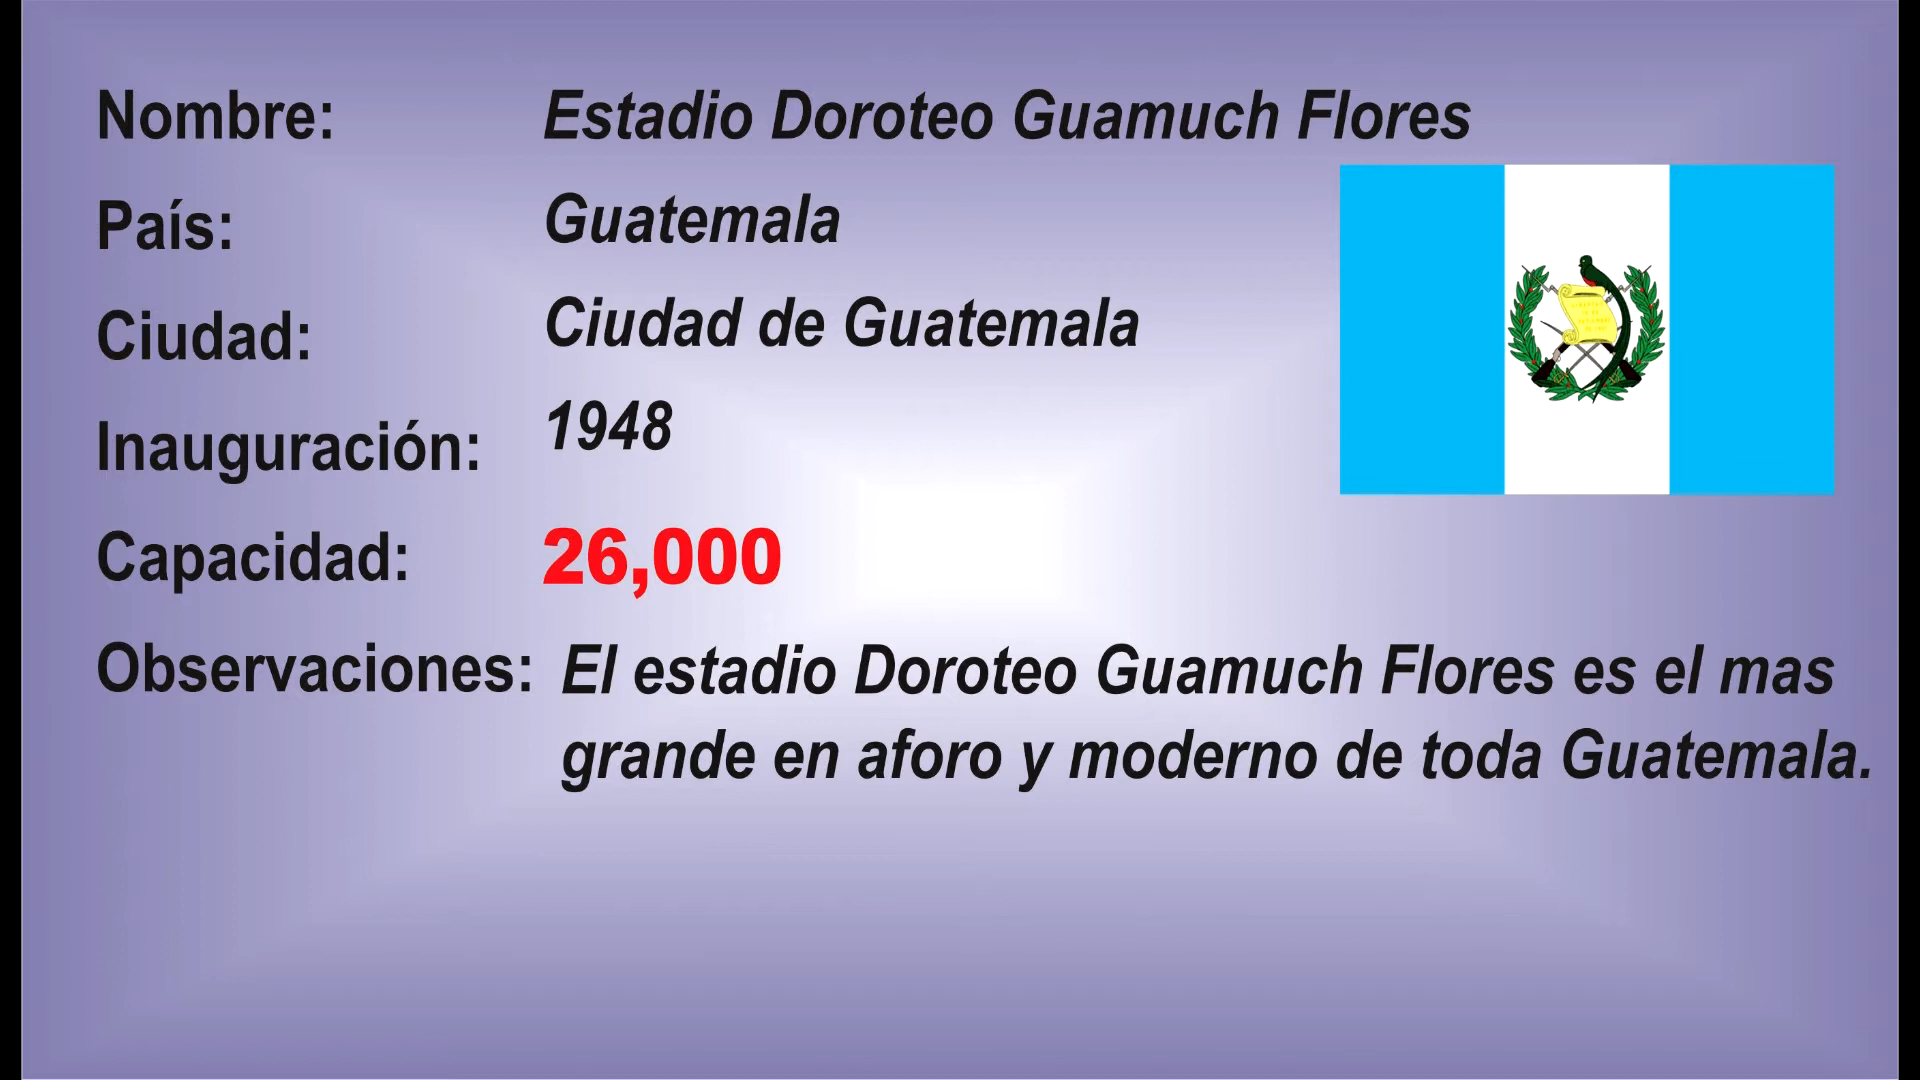 Nombre: Estadio Doroteo Guamuch Flores
País: Guatemala
Ciudad: Ciudad de Guatemala
Inauguración: 1948
Capacidad: 26,000
Observaciones: El estadio Doroteo Guamuch Flores es el mas
grande en aforo y moderno de toda Guatemala.